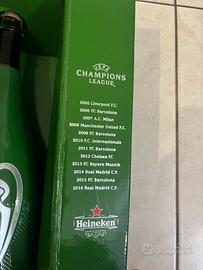 UEFA
CHAMPIONS
LEAGUE
2005 Liverpool F.C.
2006 FC Barcelona
2007 A.C. Milan
2008 Manchester United F.C.
2009 FC Barcelona
2010 F.C. Internazionale
2011 FC Barcelona
2012 Chelsea FC
2013 FC Bayern Munich
2014 Real Madrid C.F.
2015 FC Barcelona
2016 Real Madrid C.F.
Heineken
subito